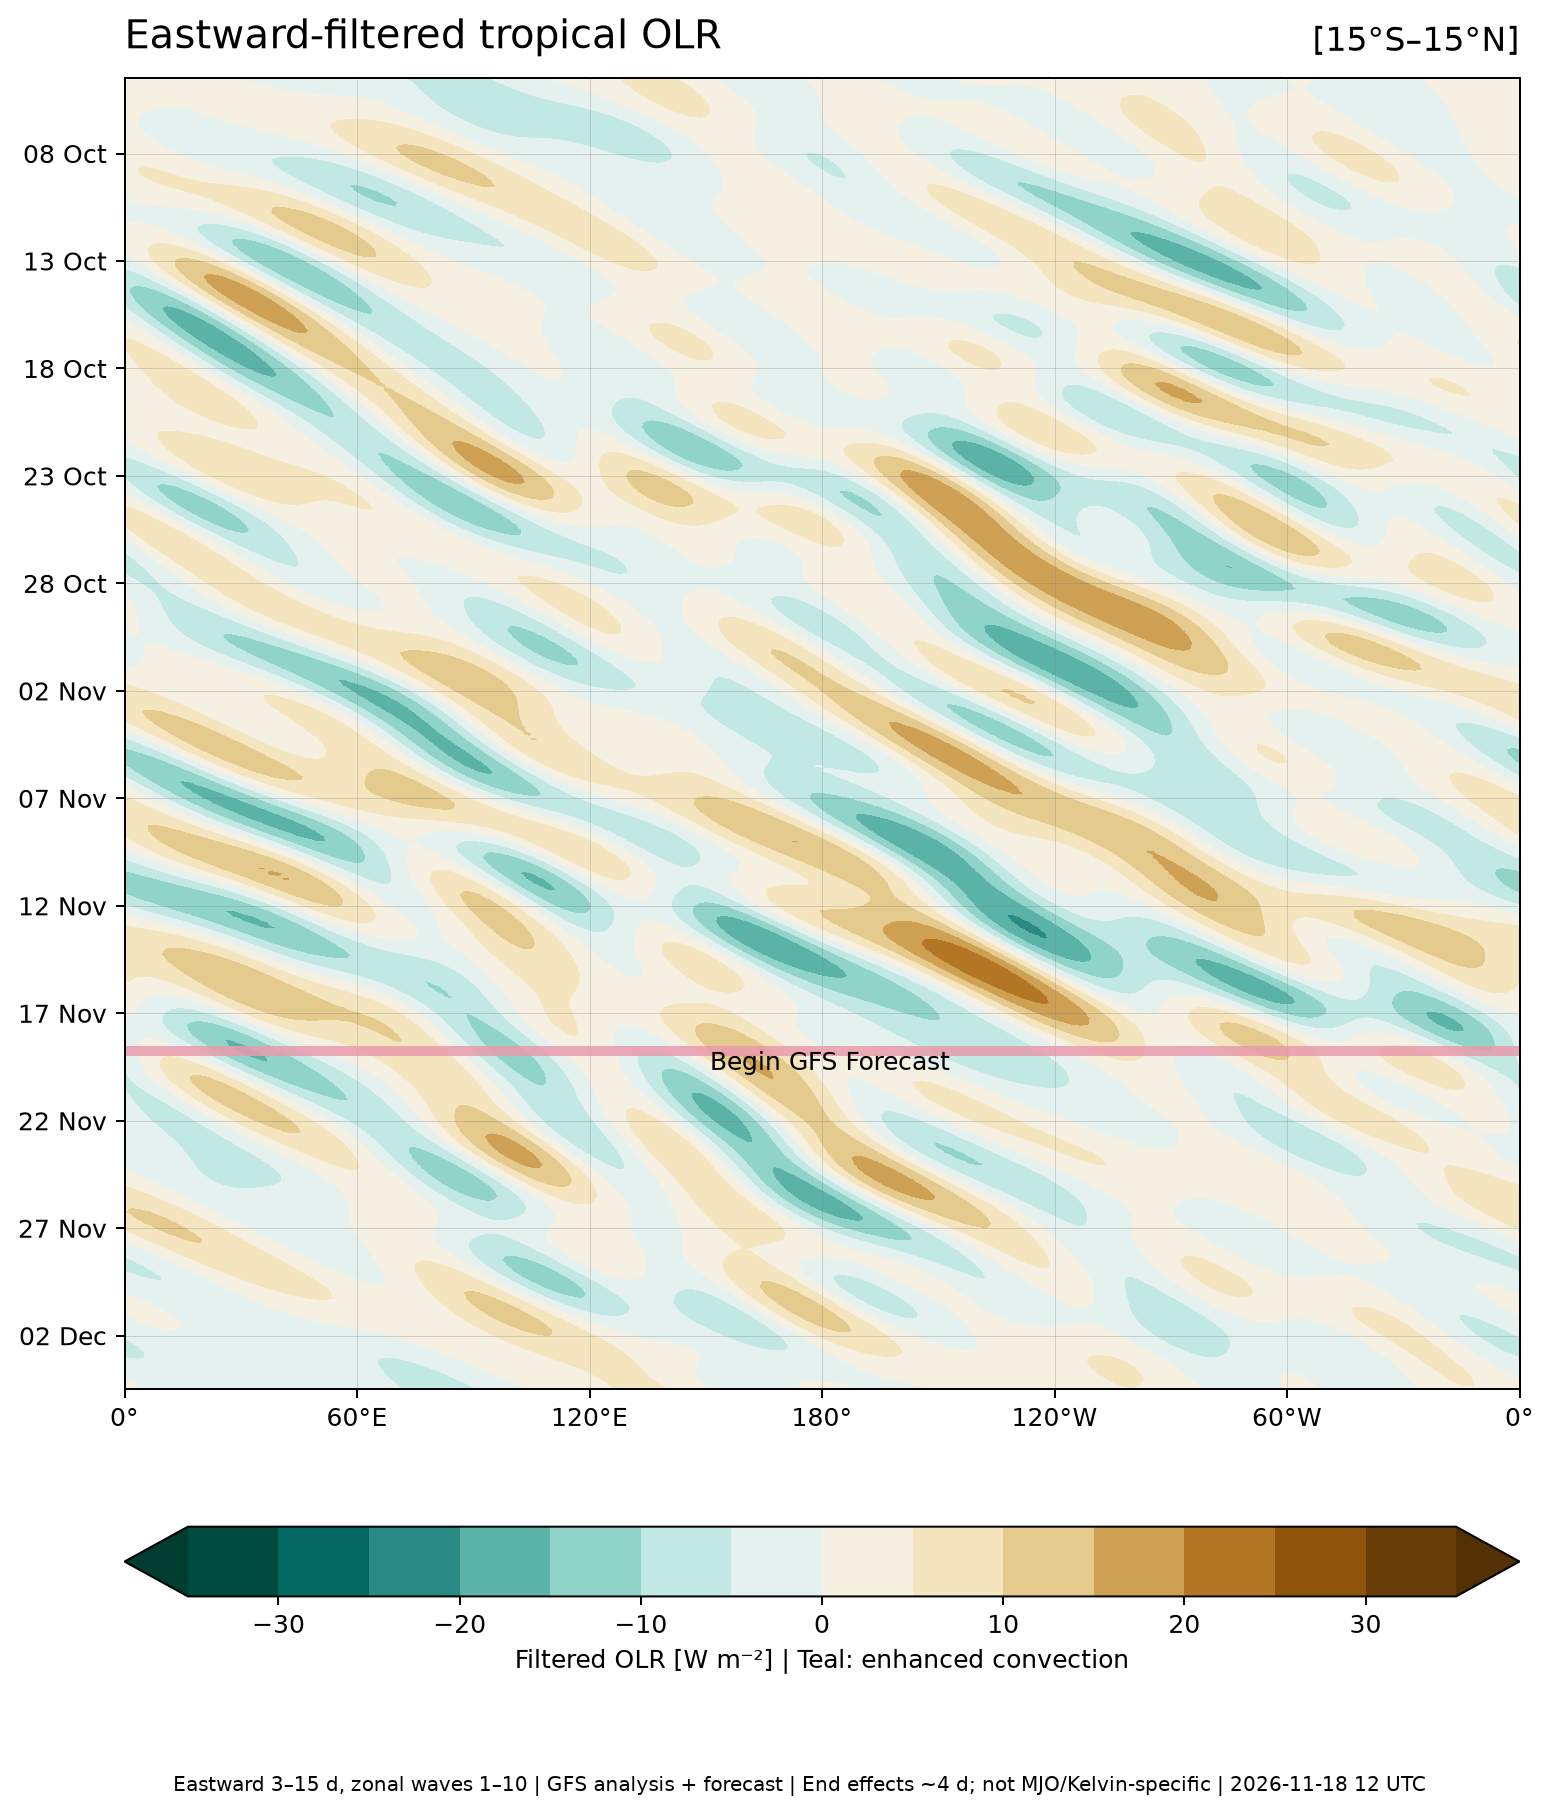 Eastward-filtered tropical OLR [15°S–15°N]
08 Oct
13 Oct
18 Oct
23 Oct
28 Oct
02 Nov
07 Nov
12 Nov
17 Nov
Begin GFS Forecast
22 Nov
27 Nov
02 Dec
0° 60°E 120°E 180° 120°W 60°W 0°
−30 −20 −10 0 10 20 30
Filtered OLR [W m⁻²] | Teal: enhanced convection
Eastward 3–15 d, zonal waves 1–10 | GFS analysis + forecast | End effects ~4 d; not MJO/Kelvin-specific | 2026-11-18 12 UTC